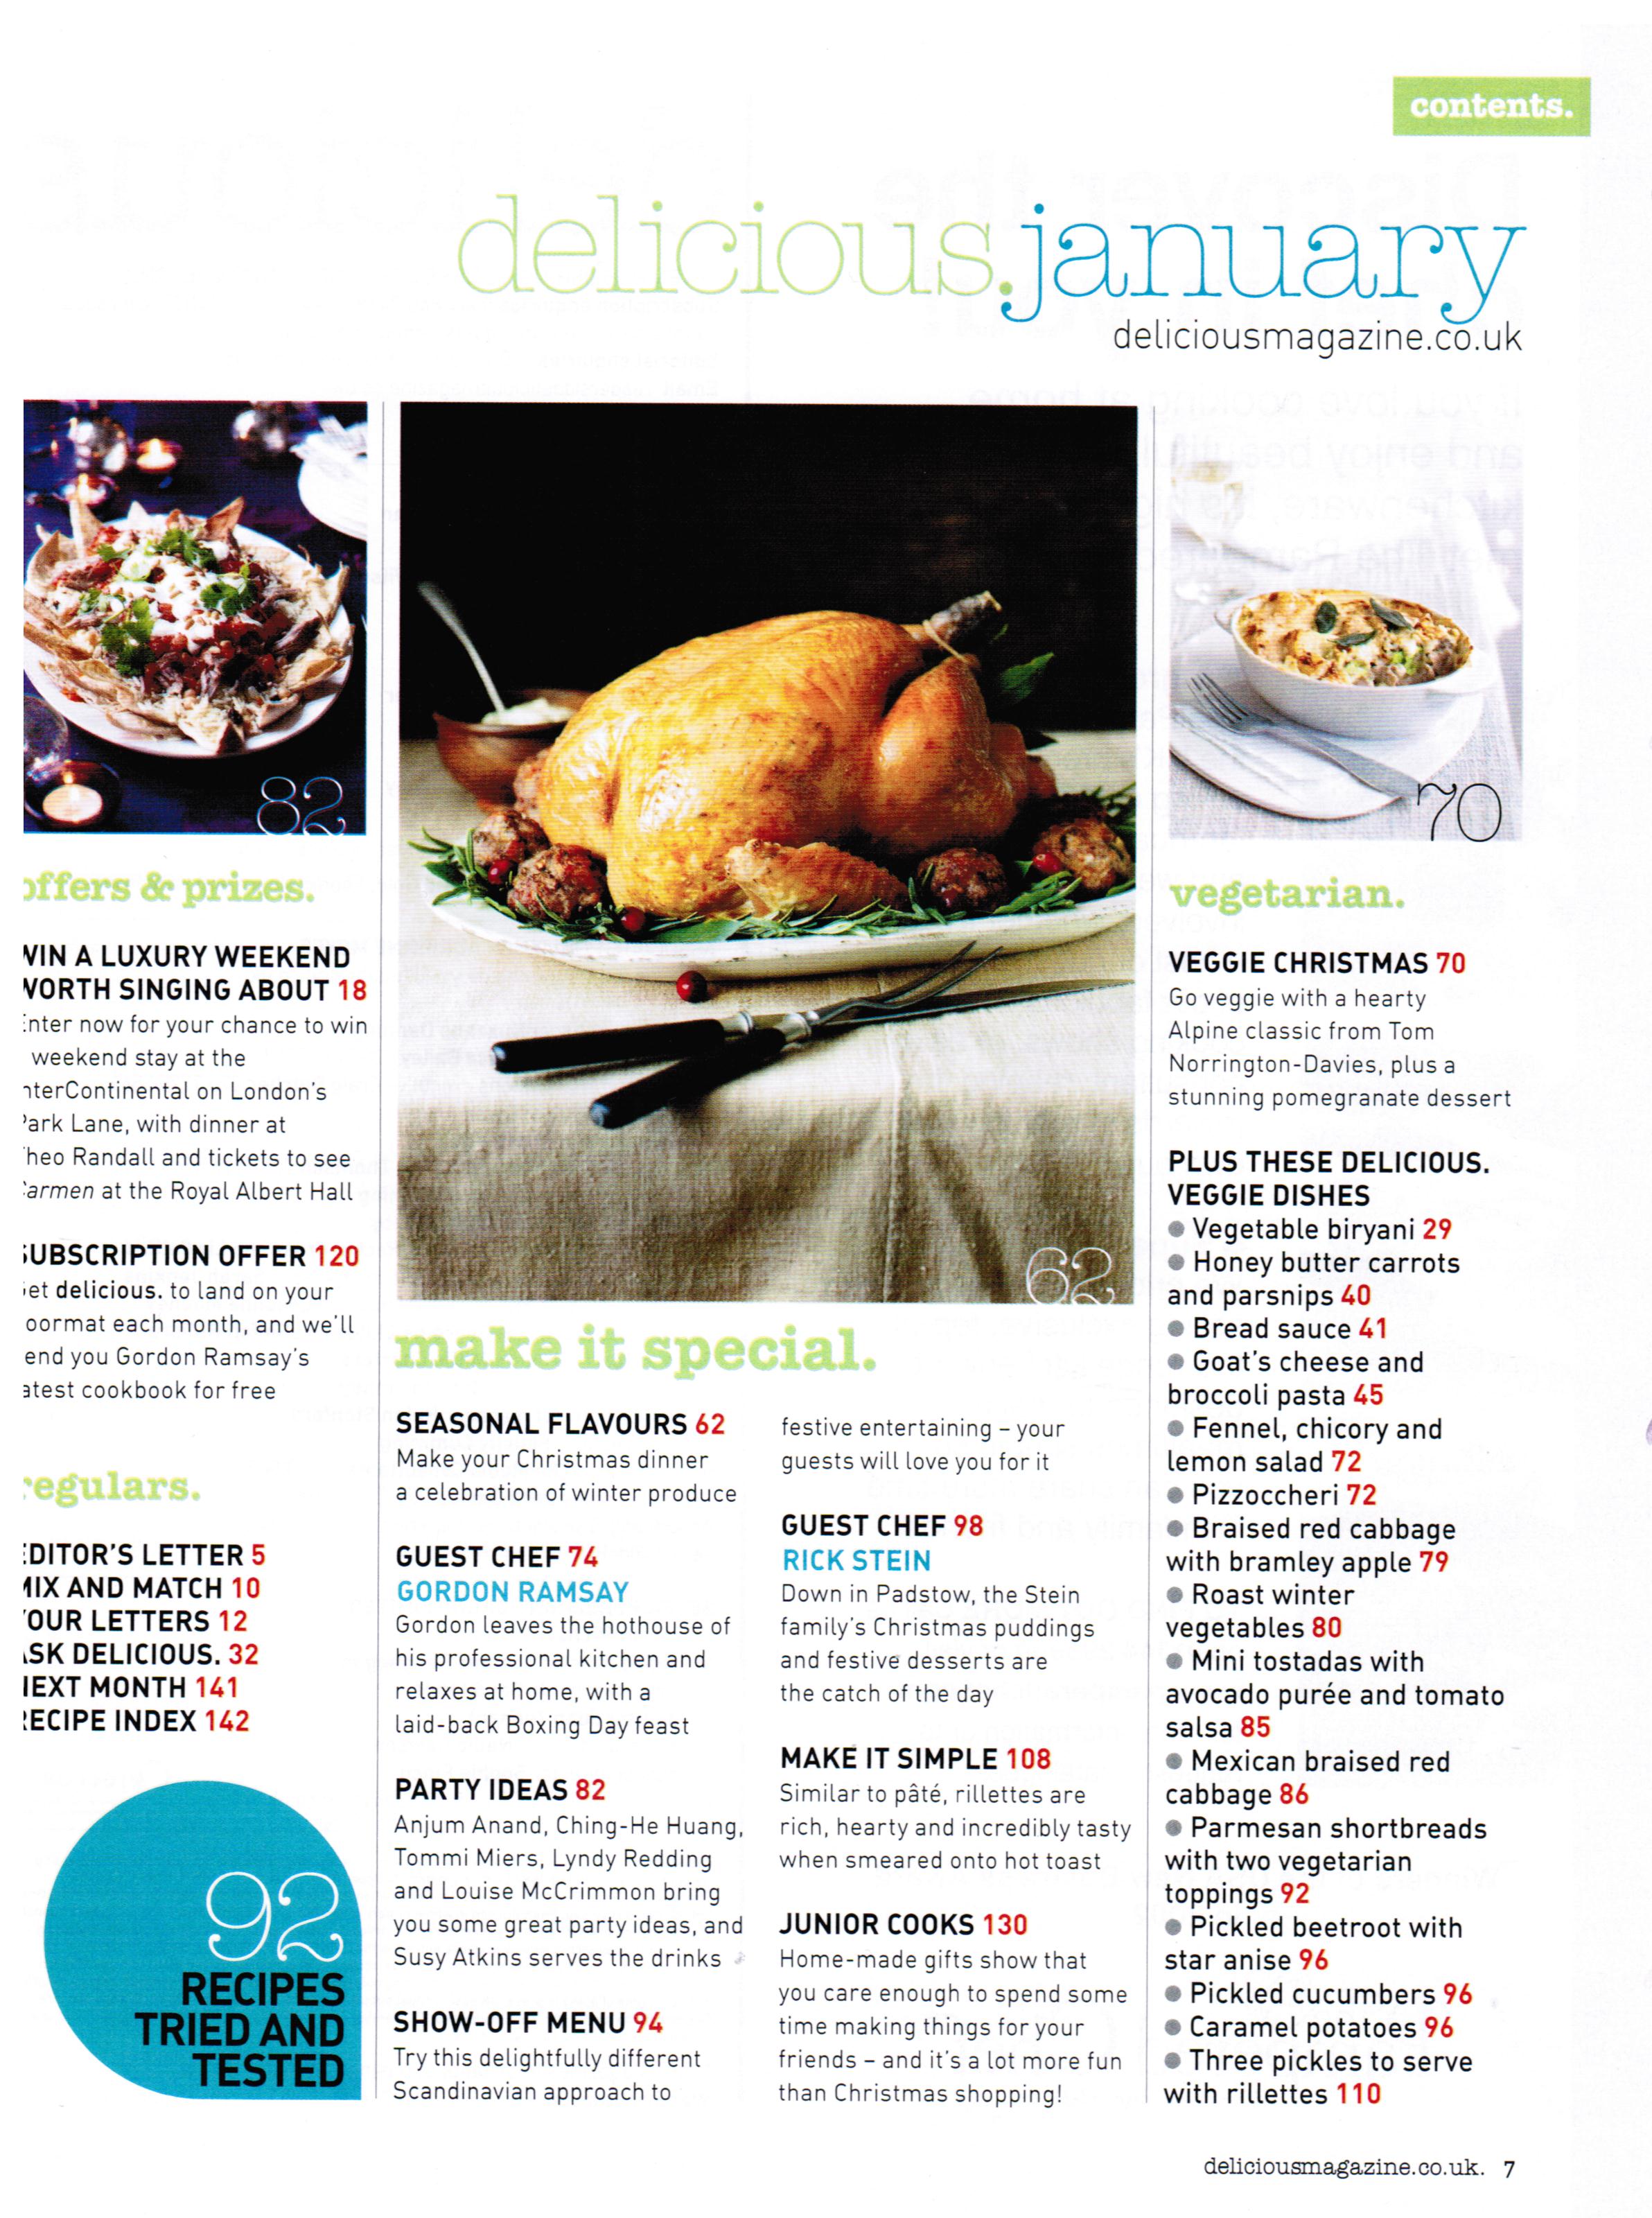 contents.
delicious.january
deliciousmagazine.co.uk
82
offers & prizes.
WIN A LUXURY WEEKEND
WORTH SINGING ABOUT 18
Enter now for your chance to win
weekend stay at the
InterContinental on London's
Park Lane, with dinner at
Theo Randall and tickets to see
Carmen at the Royal Albert Hall
SUBSCRIPTION OFFER 120
Get delicious. to land on your
doormat each month, and we'll
send you Gordon Ramsay's
latest cookbook for free
regulars.
EDITOR'S LETTER 5
MIX AND MATCH 10
YOUR LETTERS 12
ASK DELICIOUS. 32
NEXT MONTH 141
RECIPE INDEX 142
92
RECIPES
TRIED AND
TESTED
62
make it special.
SEASONAL FLAVOURS 62
Make your Christmas dinner
a celebration of winter produce
GUEST CHEF 74
GORDON RAMSAY
Gordon leaves the hothouse of
his professional kitchen and
relaxes at home, with a
laid-back Boxing Day feast
PARTY IDEAS 82
Anjum Anand, Ching-He Huang,
Tommi Miers, Lyndy Redding
and Louise McCrimmon bring
you some great party ideas, and
Susy Atkins serves the drinks
SHOW-OFF MENU 94
Try this delightfully different
Scandinavian approach to
festive entertaining – your
guests will love you for it
GUEST CHEF 98
RICK STEIN
Down in Padstow, the Stein
family's Christmas puddings
and festive desserts are
the catch of the day
MAKE IT SIMPLE 108
Similar to pâté, rillettes are
rich, hearty and incredibly tasty
when smeared onto hot toast
JUNIOR COOKS 130
Home-made gifts show that
you care enough to spend some
time making things for your
friends – and it's a lot more fun
than Christmas shopping!
70
vegetarian.
VEGGIE CHRISTMAS 70
Go veggie with a hearty
Alpine classic from Tom
Norrington-Davies, plus a
stunning pomegranate dessert
PLUS THESE DELICIOUS.
VEGGIE DISHES
● Vegetable biryani 29
● Honey butter carrots
and parsnips 40
● Bread sauce 41
● Goat's cheese and
broccoli pasta 45
● Fennel, chicory and
lemon salad 72
● Pizzoccheri 72
● Braised red cabbage
with bramley apple 79
● Roast winter
vegetables 80
● Mini tostadas with
avocado purée and tomato
salsa 85
● Mexican braised red
cabbage 86
● Parmesan shortbreads
with two vegetarian
toppings 92
● Pickled beetroot with
star anise 96
● Pickled cucumbers 96
● Caramel potatoes 96
● Three pickles to serve
with rillettes 110
deliciousmagazine.co.uk. 7